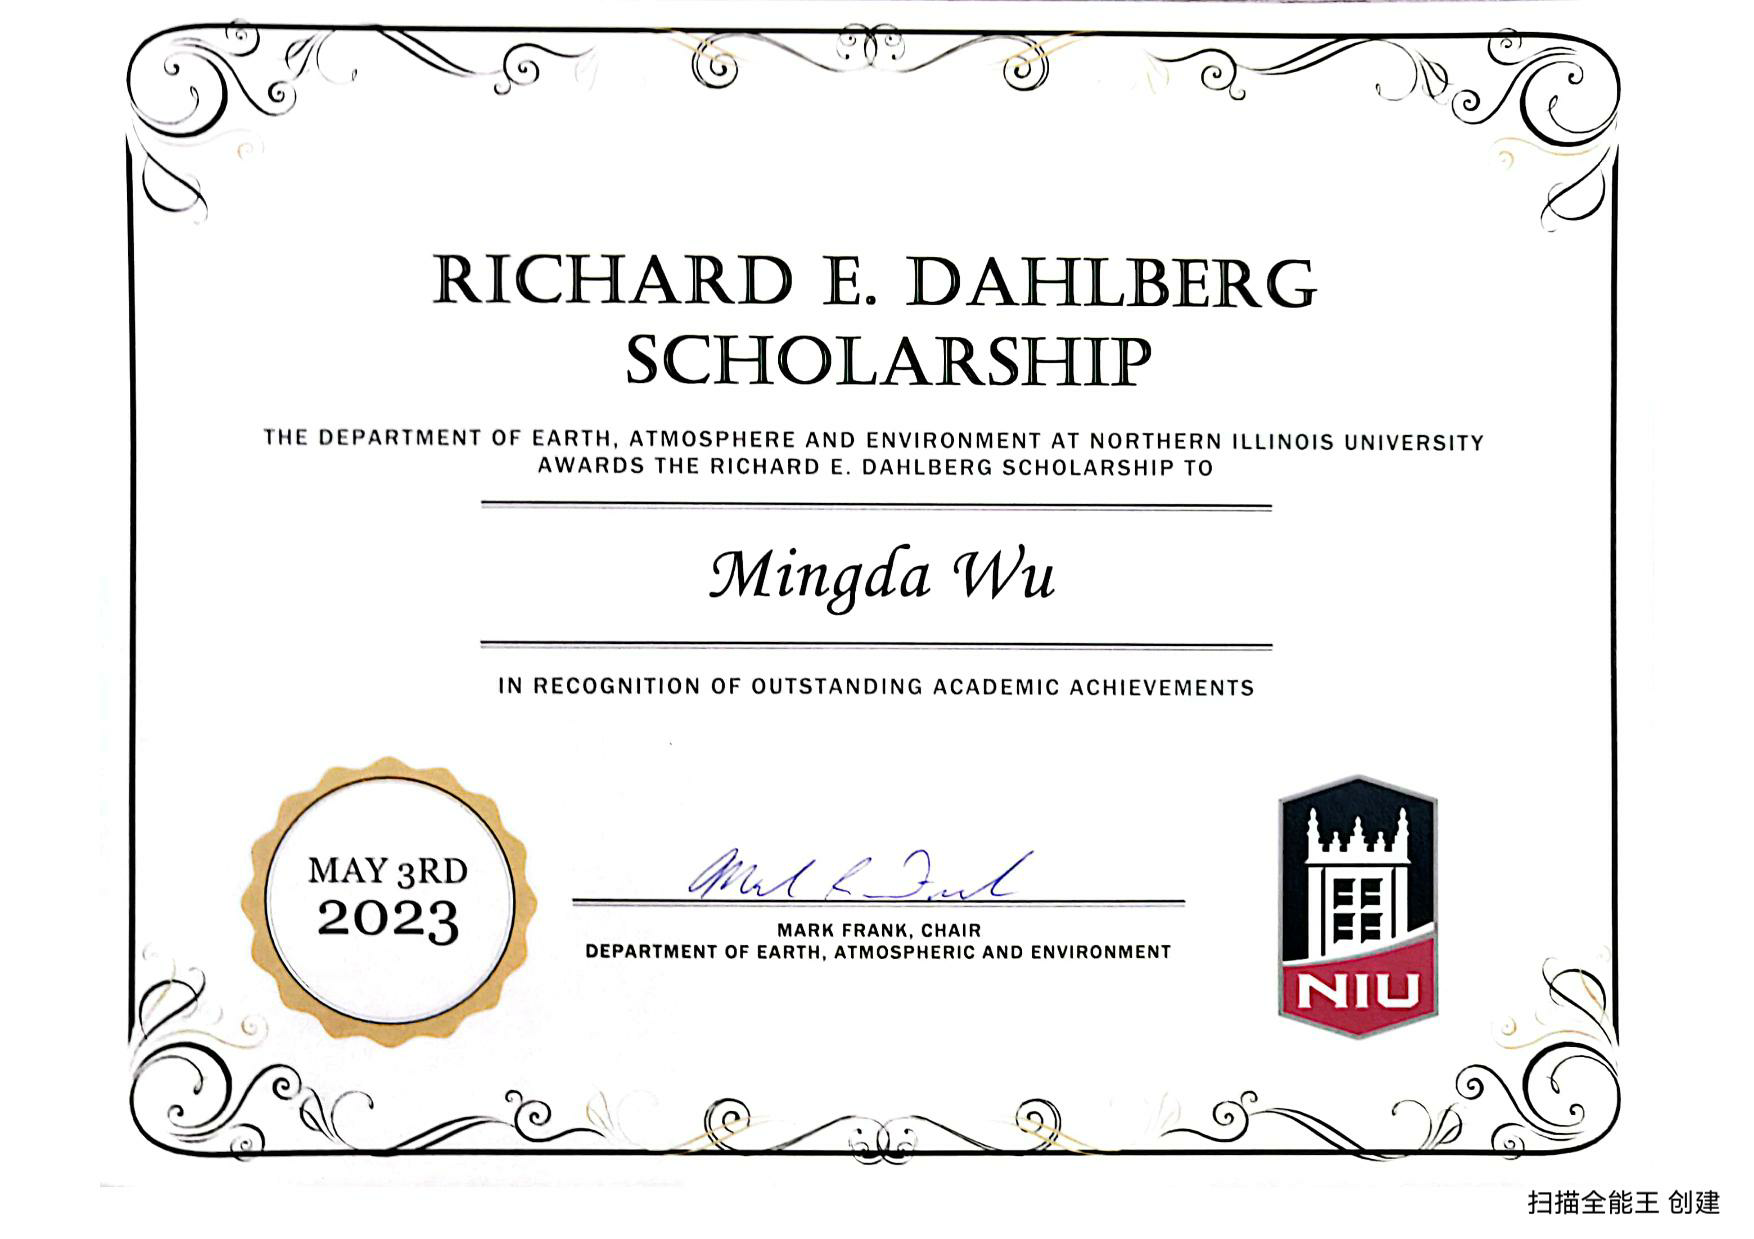 RICHARD E. DAHLBERG
SCHOLARSHIP
THE DEPARTMENT OF EARTH, ATMOSPHERE AND ENVIRONMENT AT NORTHERN ILLINOIS UNIVERSITY
AWARDS THE RICHARD E. DAHLBERG SCHOLARSHIP TO
Mingda Wu
IN RECOGNITION OF OUTSTANDING ACADEMIC ACHIEVEMENTS
MAY 3RD
2023
Mark R Frank
MARK FRANK, CHAIR
DEPARTMENT OF EARTH, ATMOSPHERIC AND ENVIRONMENT
NIU
扫描全能王 创建